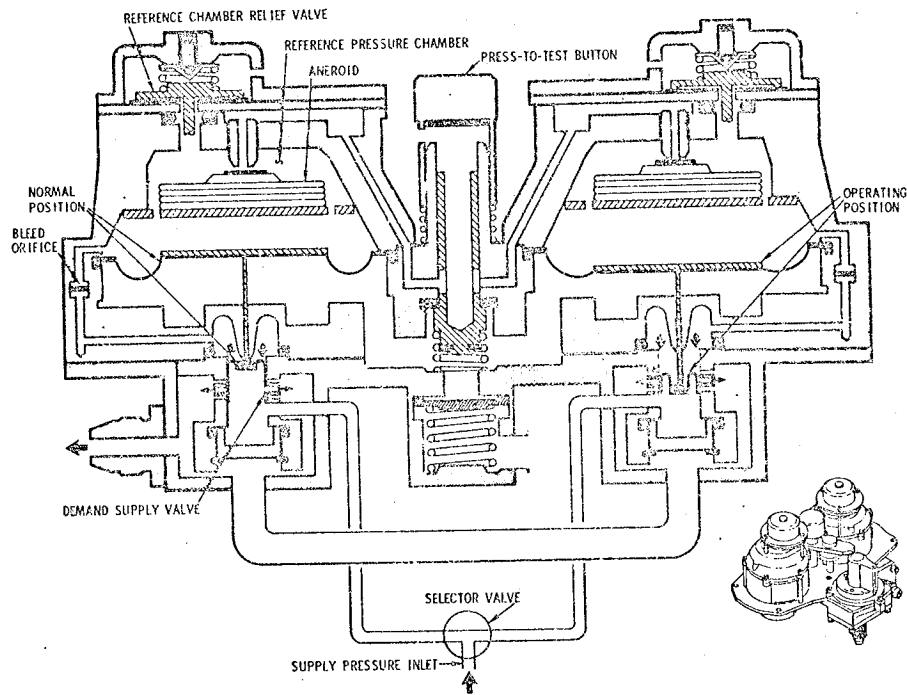 REFERENCE CHAMBER RELIEF VALVE
REFERENCE PRESSURE CHAMBER
ANEROID
PRESS-TO-TEST BUTTON
NORMAL
POSITION
BLEED
ORIFICE
OPERATING
POSITION
DEMAND SUPPLY VALVE
SELECTOR VALVE
SUPPLY PRESSURE INLET